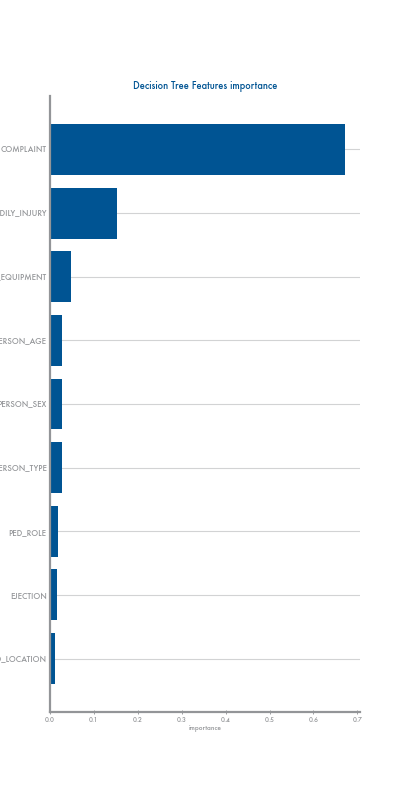 Decision Tree Features importance
COMPLAINT
DILY_INJURY
_EQUIPMENT
ERSON_AGE
PERSON_SEX
ERSON_TYPE
PED_ROLE
EJECTION
_LOCATION
0.0 0.1 0.2 0.3 0.4 0.5 0.6 0.7
importance